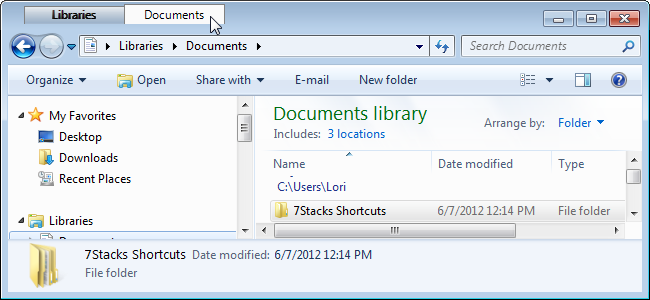 Libraries Documents
Libraries Documents Search Documents
Organize Open Share with E-mail New folder
My Favorites
Desktop
Downloads
Recent Places
Libraries
Documents library
Includes: 3 locations
Arrange by: Folder
Name Date modified Type
C:\Users\Lori
7Stacks Shortcuts 6/7/2012 12:14 PM File folder
7Stacks Shortcuts Date modified: 6/7/2012 12:14 PM
File folder